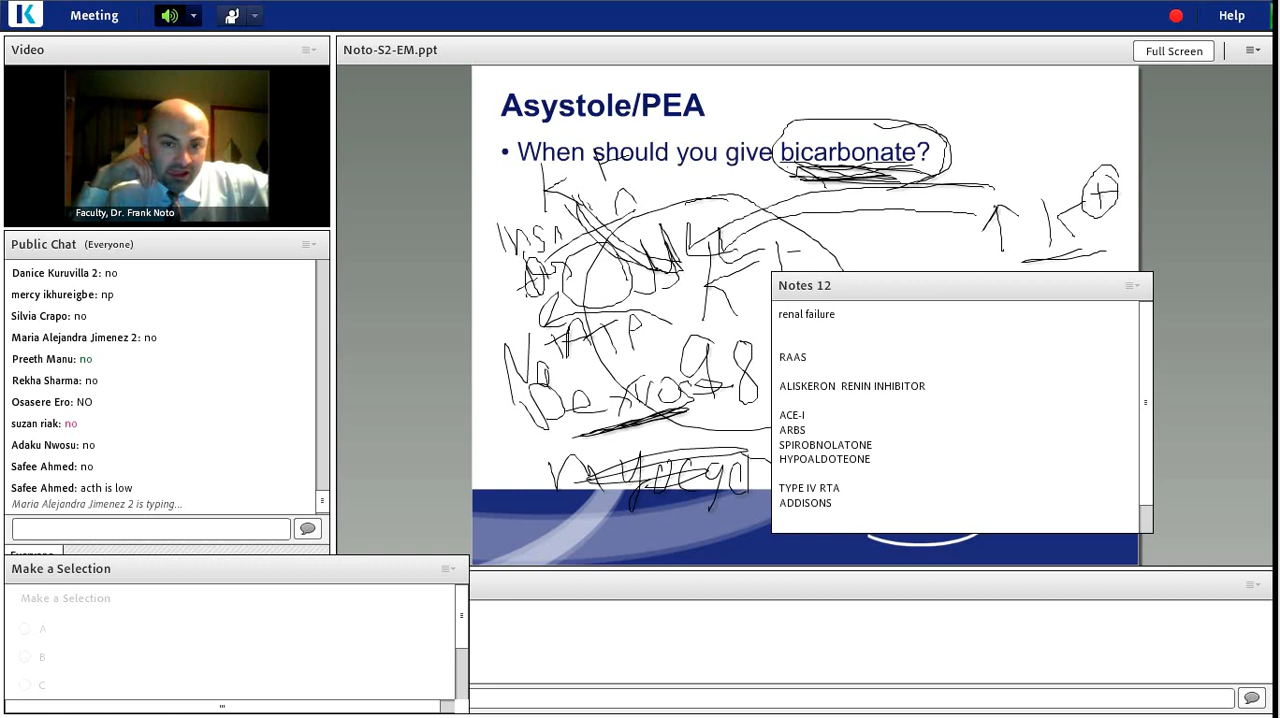 K
Meeting
Help
Video
Faculty, Dr. Frank Noto
Public Chat (Everyone)
Danice Kuruvilla 2: no
mercy ikhureigbe: np
Silvia Crapo: no
Maria Alejandra Jimenez 2: no
Preeth Manu: no
Rekha Sharma: no
Osasere Ero: NO
suzan riak: no
Adaku Nwosu: no
Safee Ahmed: no
Safee Ahmed: acth is low
Maria Alejandra Jimenez 2 is typing...
Make a Selection
Make a Selection
A
B
C
Noto-S2-EM.ppt
Full Screen
Asystole/PEA
• When should you give bicarbonate?
↑ K +
K
ATP
Notes 12
renal failure
RAAS
ALISKERON RENIN INHIBITOR
ACE-I
ARBS
SPIROBNOLATONE
HYPOALDOTEONE
TYPE IV RTA
ADDISONS